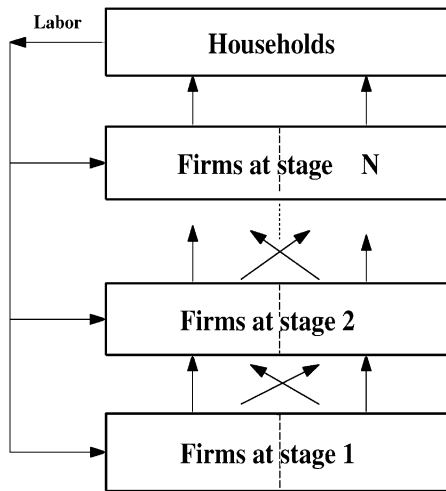 Labor
Households
Firms at stage N
Firms at stage 2
Firms at stage 1